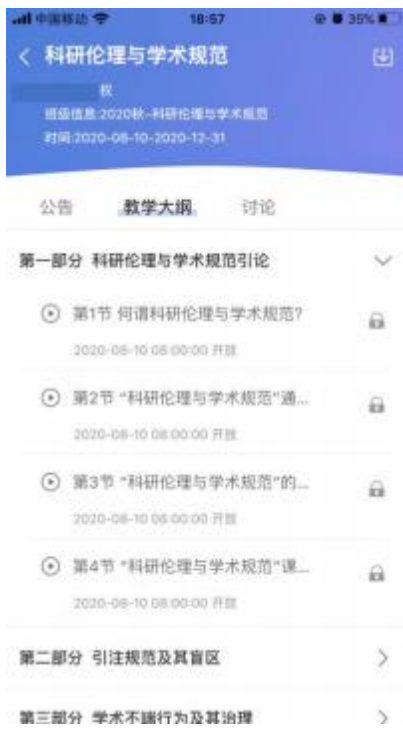 中国移动 18:57 35%
科研伦理与学术规范
权
班级信息:2020秋-科研伦理与学术规范
时间:2020-08-10-2020-12-31
公告 教学大纲 讨论
第一部分 科研伦理与学术规范引论
第1节 何谓科研伦理与学术规范?
2020-08-10 08:00:00 开放
第2节 “科研伦理与学术规范”通...
2020-08-10 08:00:00 开放
第3节 “科研伦理与学术规范”的...
2020-08-10 08:00:00 开放
第4节 “科研伦理与学术规范”课...
2020-08-10 08:00:00 开放
第二部分 引注规范及其盲区
第三部分 学术不端行为及其治理